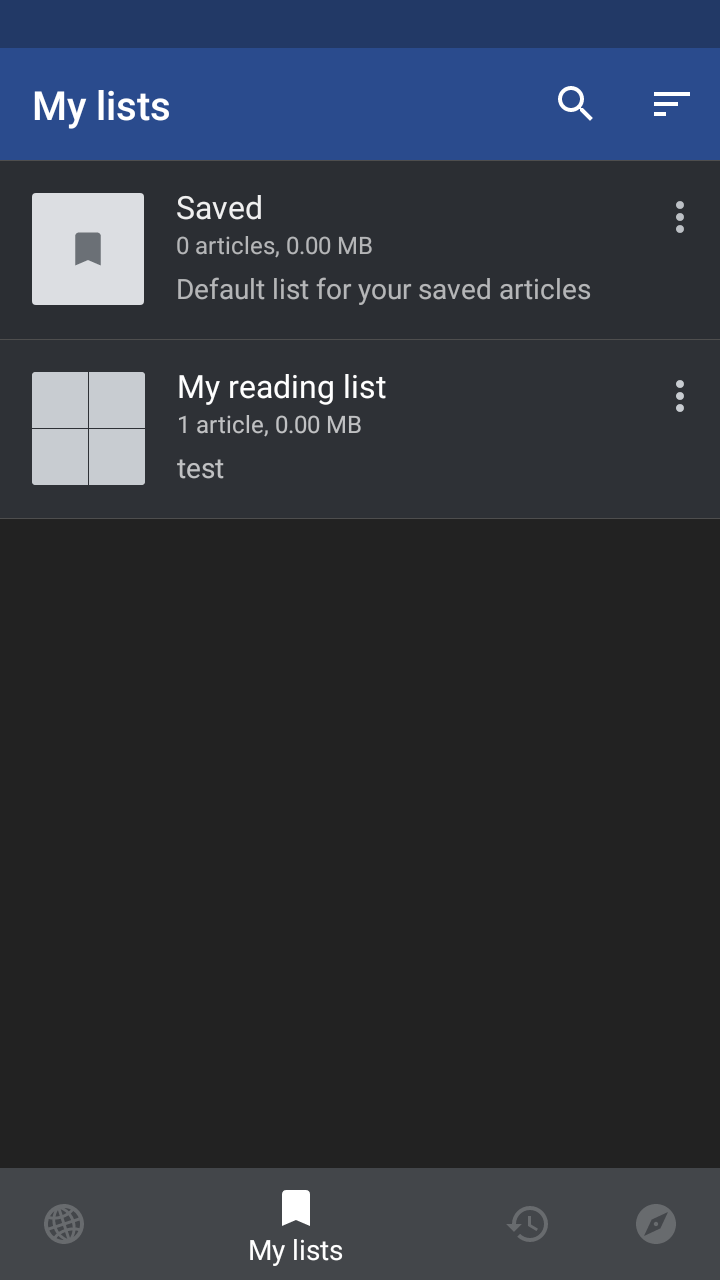 My lists
Saved
0 articles, 0.00 MB
Default list for your saved articles
My reading list
1 article, 0.00 MB
test
My lists